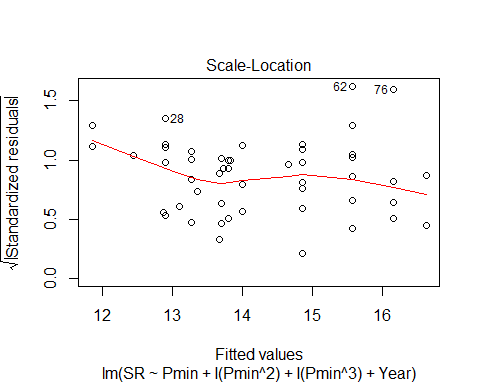 Scale-Location
√|Standardized residuals|
1.5
1.0
0.5
0.0
28
62
76
12 13 14 15 16
Fitted values
lm(SR ~ Pmin + I(Pmin^2) + I(Pmin^3) + Year)